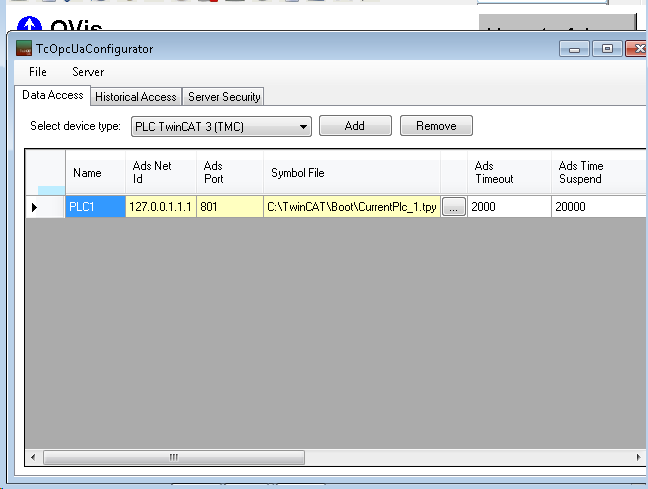 QVis
TcOpcUaConfigurator
File Server
Data Access Historical Access Server Security
Select device type: PLC TwinCAT 3 (TMC) Add Remove
Name Ads Net Id Ads Port Symbol File Ads Timeout Ads Time Suspend
PLC1 127.0.0.1.1.1 801 C:\TwinCAT\Boot\CurrentPlc_1.tpy ... 2000 20000